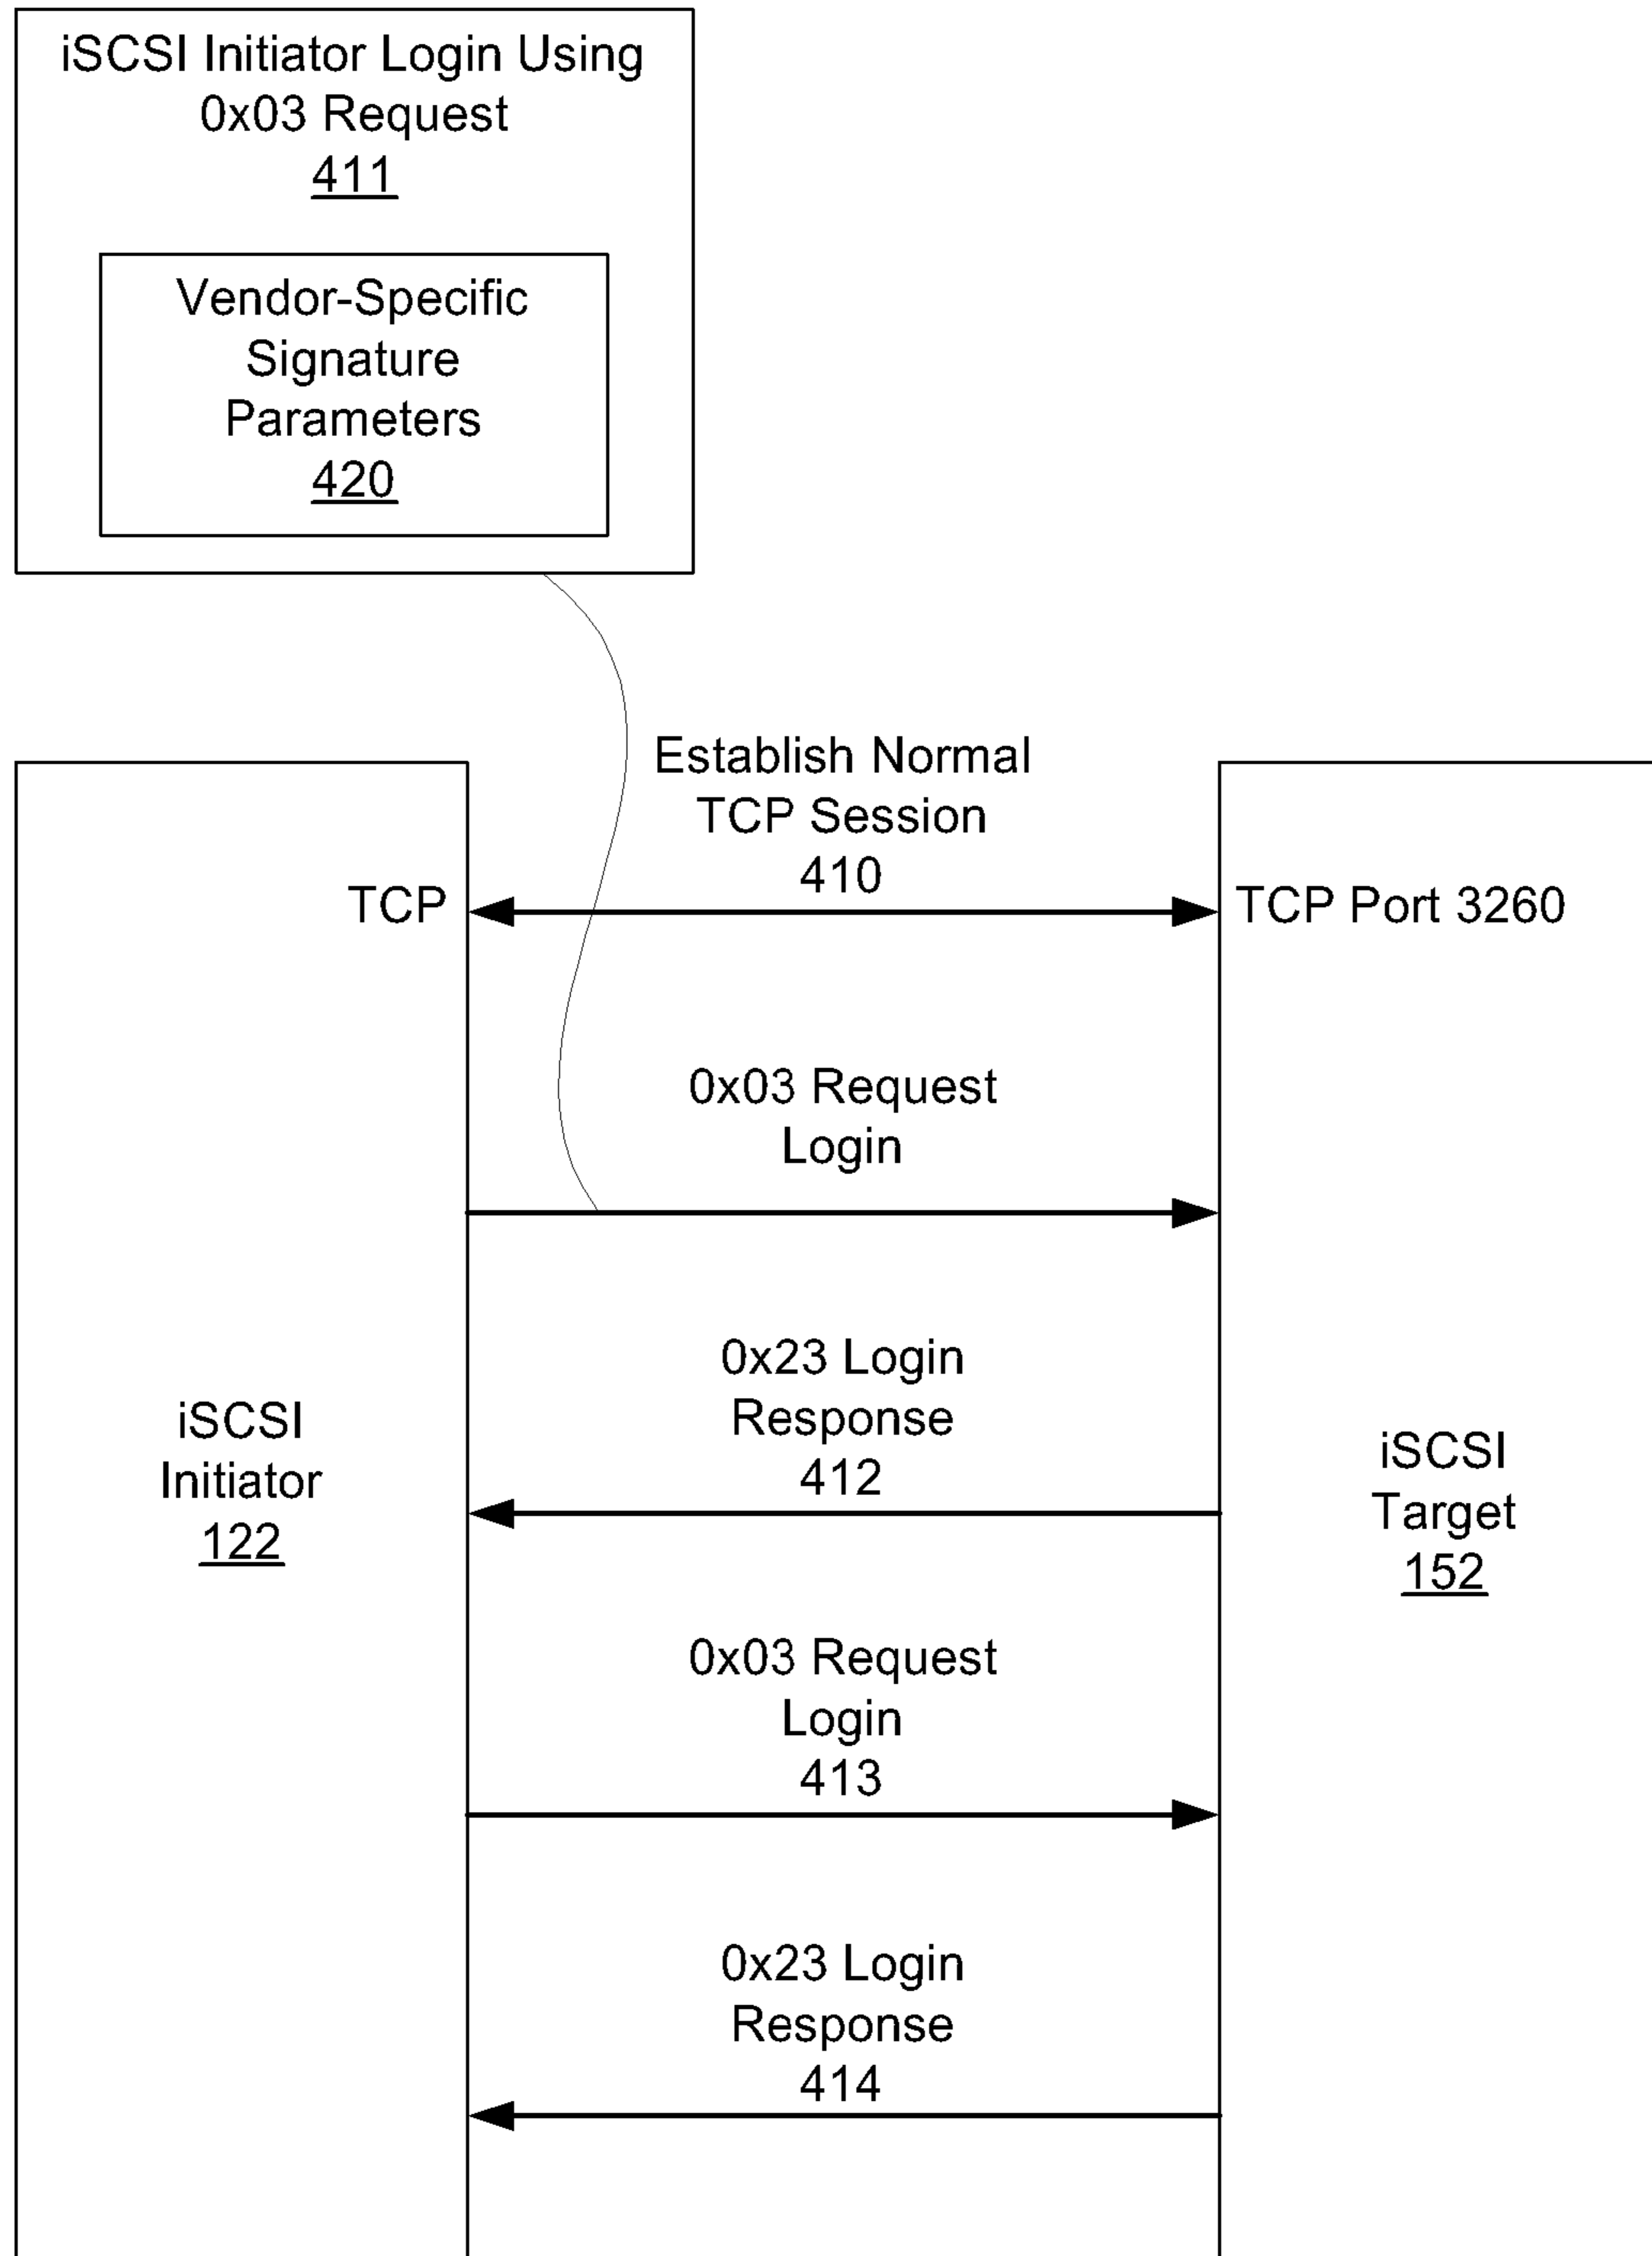 iSCSI Initiator Login Using
0x03 Request
411
Vendor-Specific
Signature
Parameters
420
Establish Normal
TCP Session
410
TCP
TCP Port 3260
0x03 Request
Login
0x23 Login
Response
412
iSCSI
Initiator
122
iSCSI
Target
152
0x03 Request
Login
413
0x23 Login
Response
414